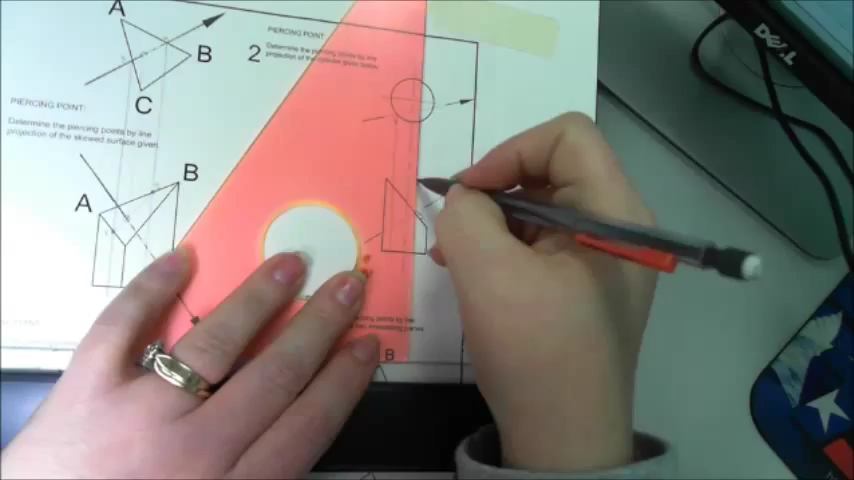 A
B
C
PIERCING POINT:
Determine the piercing points by line
projection of the skewed surface given
A
B
2
PIERCING POINT
Determine the piercing points by line
projection of the cylinder given below.
DELL
B